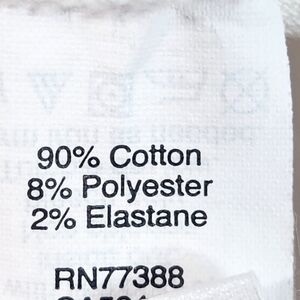 90% Cotton
8% Polyester
2% Elastane
RN77388